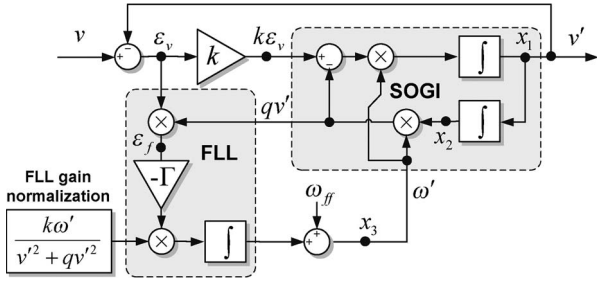 v
ε_v
k
kε_v
+
-
×
∫
x_1
v'
+
-
SOGI
×
∫
x_2
qv'
×
ε_f
FLL
-Γ
ω'
ω_ff
FLL gain
normalization
kω'
v'^2 + qv'^2
×
∫
+
+
x_3